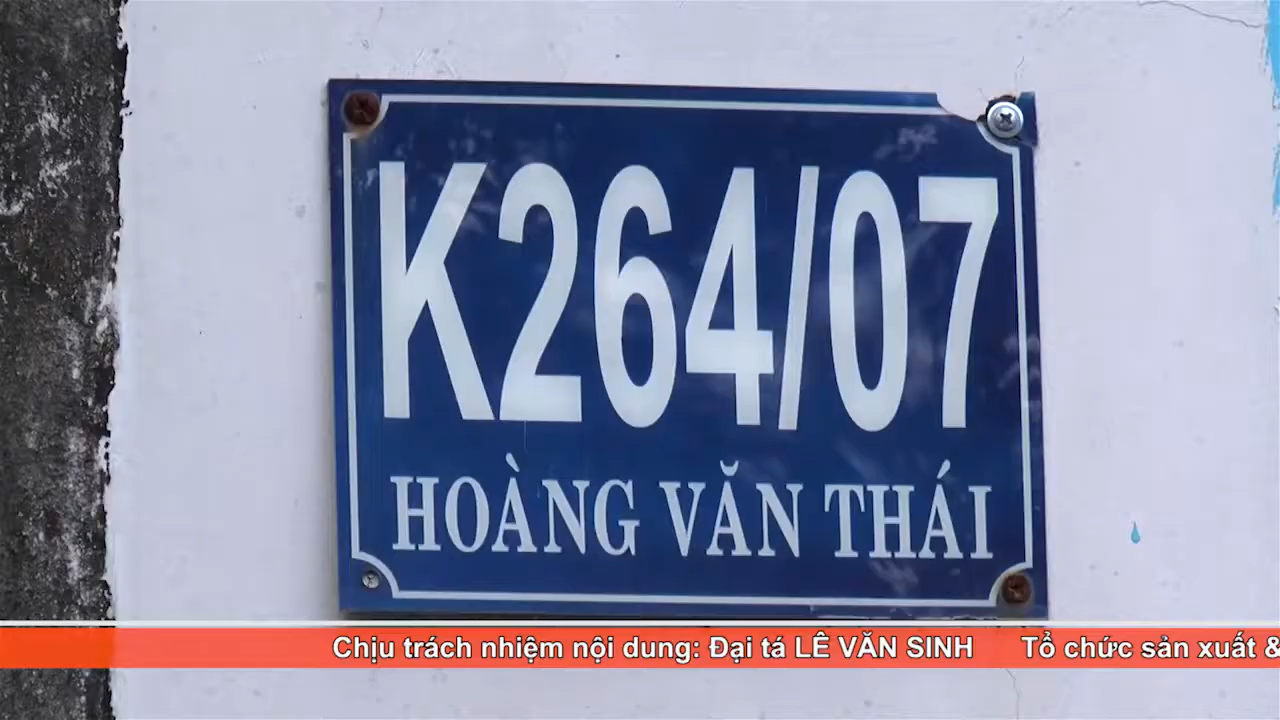 K264/07
HOÀNG VĂN THÁI
Chịu trách nhiệm nội dung: Đại tá LÊ VĂN SINH Tổ chức sản xuất &